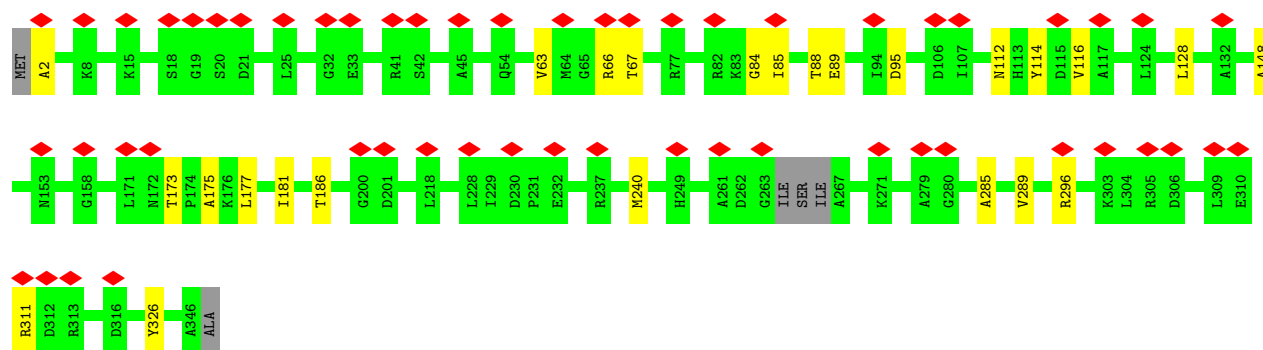 MET A2 K8 K15 S18 G19 S20 D21 L25 G32 E33 R41 S42 A45 Q54 V63 M64 G65 R66 T67 R77 R82 K83 G84 I85 T88 E89 I94 D95 D106 I107 N112 H113 Y114 D115 V116 A117 L124 L128 A132 A148
N153 G158 L171 N172 T173 P174 A175 K176 L177 I181 T186 G200 D201 L218 L228 I229 D230 P231 E232 R237 M240 H249 A261 D262 G263 ILE SER ILE A267 K271 A279 G280 A285 V289 R296 K303 L304 R305 D306 L309 E310
R311 D312 R313 D316 Y326 A346 ALA